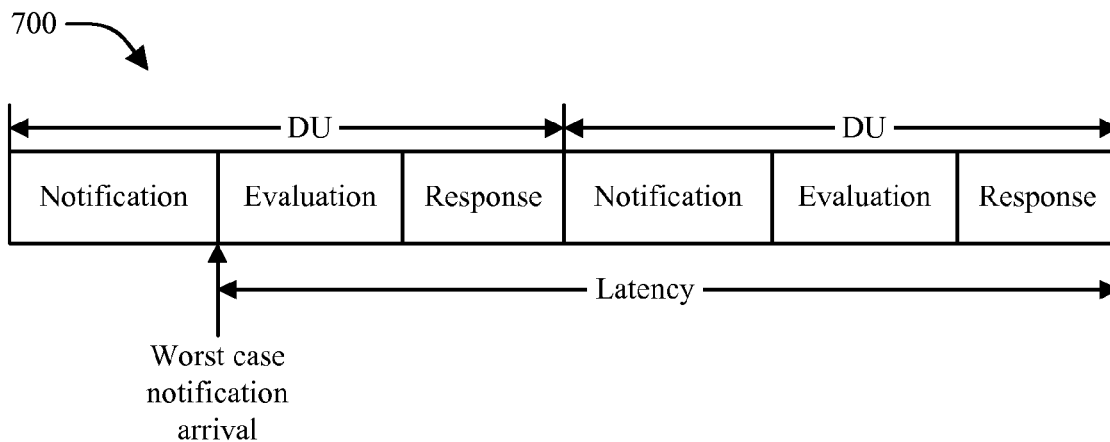 700
DU DU
Notification Evaluation Response Notification Evaluation Response
Latency
Worst case
notification
arrival